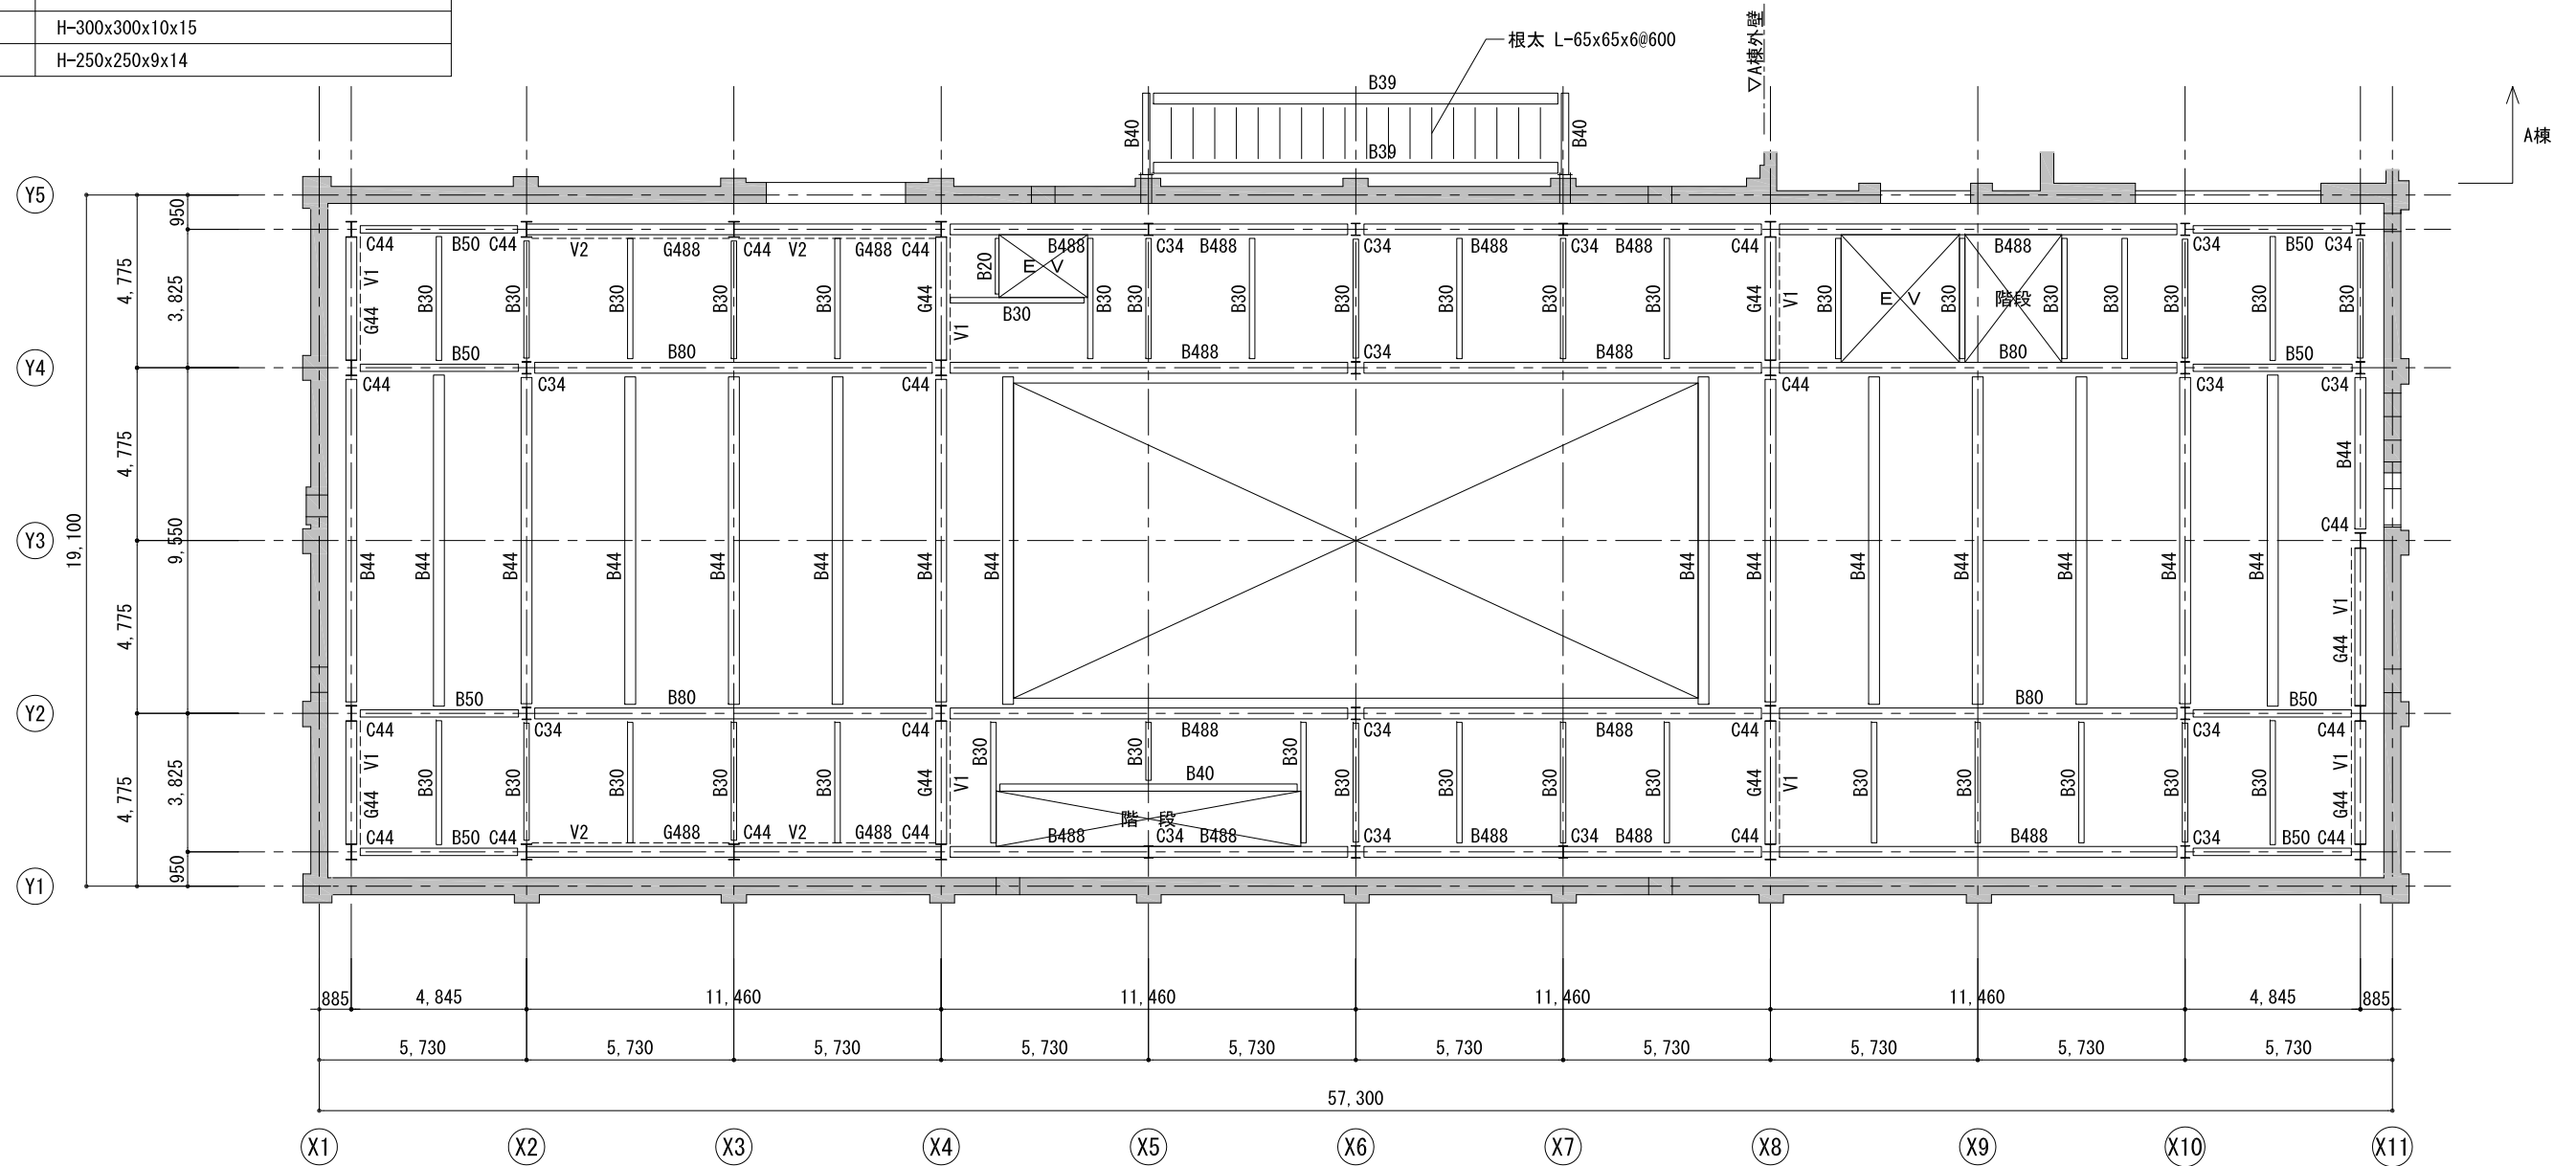 H-300x300x10x15
H-250x250x9x14
根太 L-65x65x6@600
▽A棟外壁
A棟
B39
B40 B40
B39
Y5
C44 B50 C44 V2 G488 C44 V2 G488 C44 B488 C34 B488 C34 B488 C34 B488 C44 B488 C34 B50 C34
950
V1 B20 E V
4,775 3,825
G44 B30 B30 B30 B30 B30 G44 V1 B30 B30 B30 B30 B30 B30 B30 B30 G44 V1 B30 E V B30 階段 B30 B30 B30 B30 B30
B50 B80 B488 C34 B488 B80 B50
Y4
C44 C34 C44 C44 C34 C34
4,775
B44
C44
Y3
19,100 9,550
B44 B44 B44 B44 B44 B44 B44 B44 B44 B44 B44 B44 B44 B44 B44
4,775
V1
G44
B50 B80 B80 B50
Y2
C44 C34 C44 B488 C34 B488 C44 C34 C44
V1 B30 B30 B30 V1
4,775 3,825
G44 B30 B30 B30 B30 B30 G44 V1 B40 B30 B30 B30 B30 G44 V1 B30 B30 B30 B30 B30 G44
階 段
C44 B50 C44 V2 G488 C44 V2 G488 C44 B488 C34 B488 C34 B488 C34 B488 C44 B488 C34 B50 C44
950
Y1
885 4,845 11,460 11,460 11,460 11,460 4,845 885
5,730 5,730 5,730 5,730 5,730 5,730 5,730 5,730 5,730 5,730
57,300
X1 X2 X3 X4 X5 X6 X7 X8 X9 X10 X11